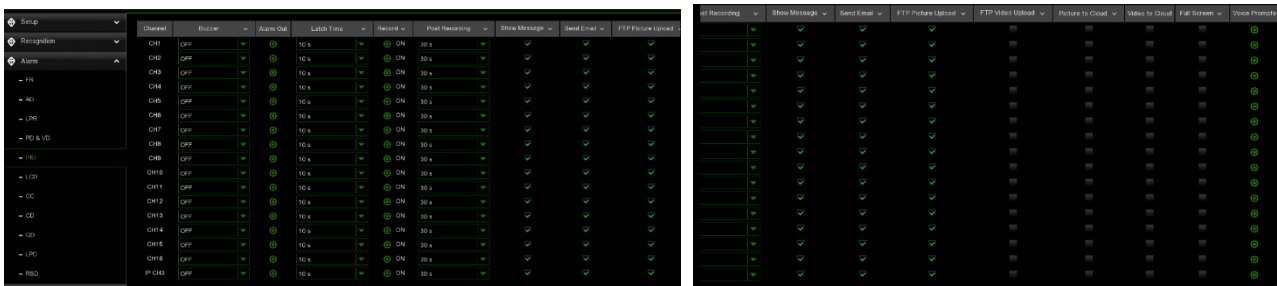 Setup
Recognition
Alarm
FR
AD
LPR
PD & VD
PID
LCD
CC
CD
QD
LPD
RSD
Channel Buzzer Alarm Out Latch Time Record Post Recording Show Message Send Email FTP Picture Upload
CH1 OFF 10 s ON 30 s
CH2 OFF 10 s ON 30 s
CH3 OFF 10 s ON 30 s
CH4 OFF 10 s ON 30 s
CH5 OFF 10 s ON 30 s
CH6 OFF 10 s ON 30 s
CH7 OFF 10 s ON 30 s
CH8 OFF 10 s ON 30 s
CH9 OFF 10 s ON 30 s
CH10 OFF 10 s ON 30 s
CH11 OFF 10 s ON 30 s
CH12 OFF 10 s ON 30 s
CH13 OFF 10 s ON 30 s
CH14 OFF 10 s ON 30 s
CH15 OFF 10 s ON 30 s
CH16 OFF 10 s ON 30 s
IP CH3 OFF 10 s ON 30 s
st Recording Show Message Send Email FTP Picture Upload FTP Video Upload Picture to Cloud Video to Cloud Full Screen Voice Prompts